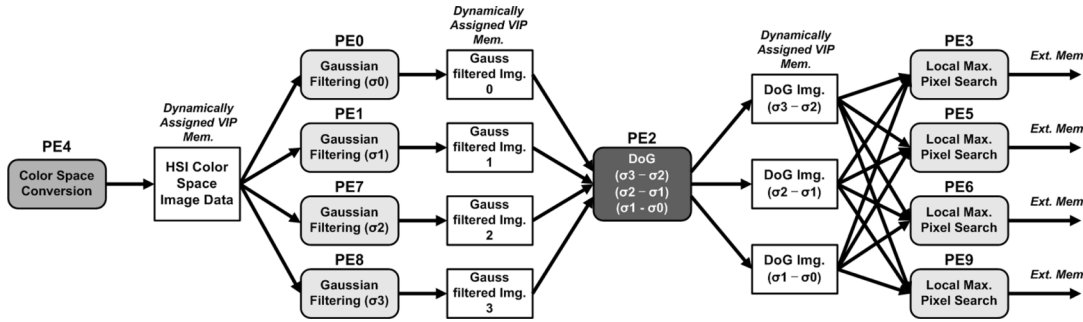 PE4
Color Space
Conversion
Dynamically
Assigned VIP
Mem.
HSI Color
Space
Image Data
PE0
Gaussian
Filtering (σ0)
PE1
Gaussian
Filtering (σ1)
PE7
Gaussian
Filtering (σ2)
PE8
Gaussian
Filtering (σ3)
Dynamically
Assigned VIP
Mem.
Gauss
filtered Img.
0
Gauss
filtered Img.
1
Gauss
filtered Img.
2
Gauss
filtered Img.
3
PE2
DoG
(σ3 – σ2)
(σ2 – σ1)
(σ1 - σ0)
Dynamically
Assigned VIP
Mem.
DoG Img.
(σ3 – σ2)
DoG Img.
(σ2 – σ1)
DoG Img.
(σ1 – σ0)
PE3
Local Max.
Pixel Search
Ext. Mem
PE5
Local Max.
Pixel Search
Ext. Mem
PE6
Local Max.
Pixel Search
Ext. Mem
PE9
Local Max.
Pixel Search
Ext. Mem